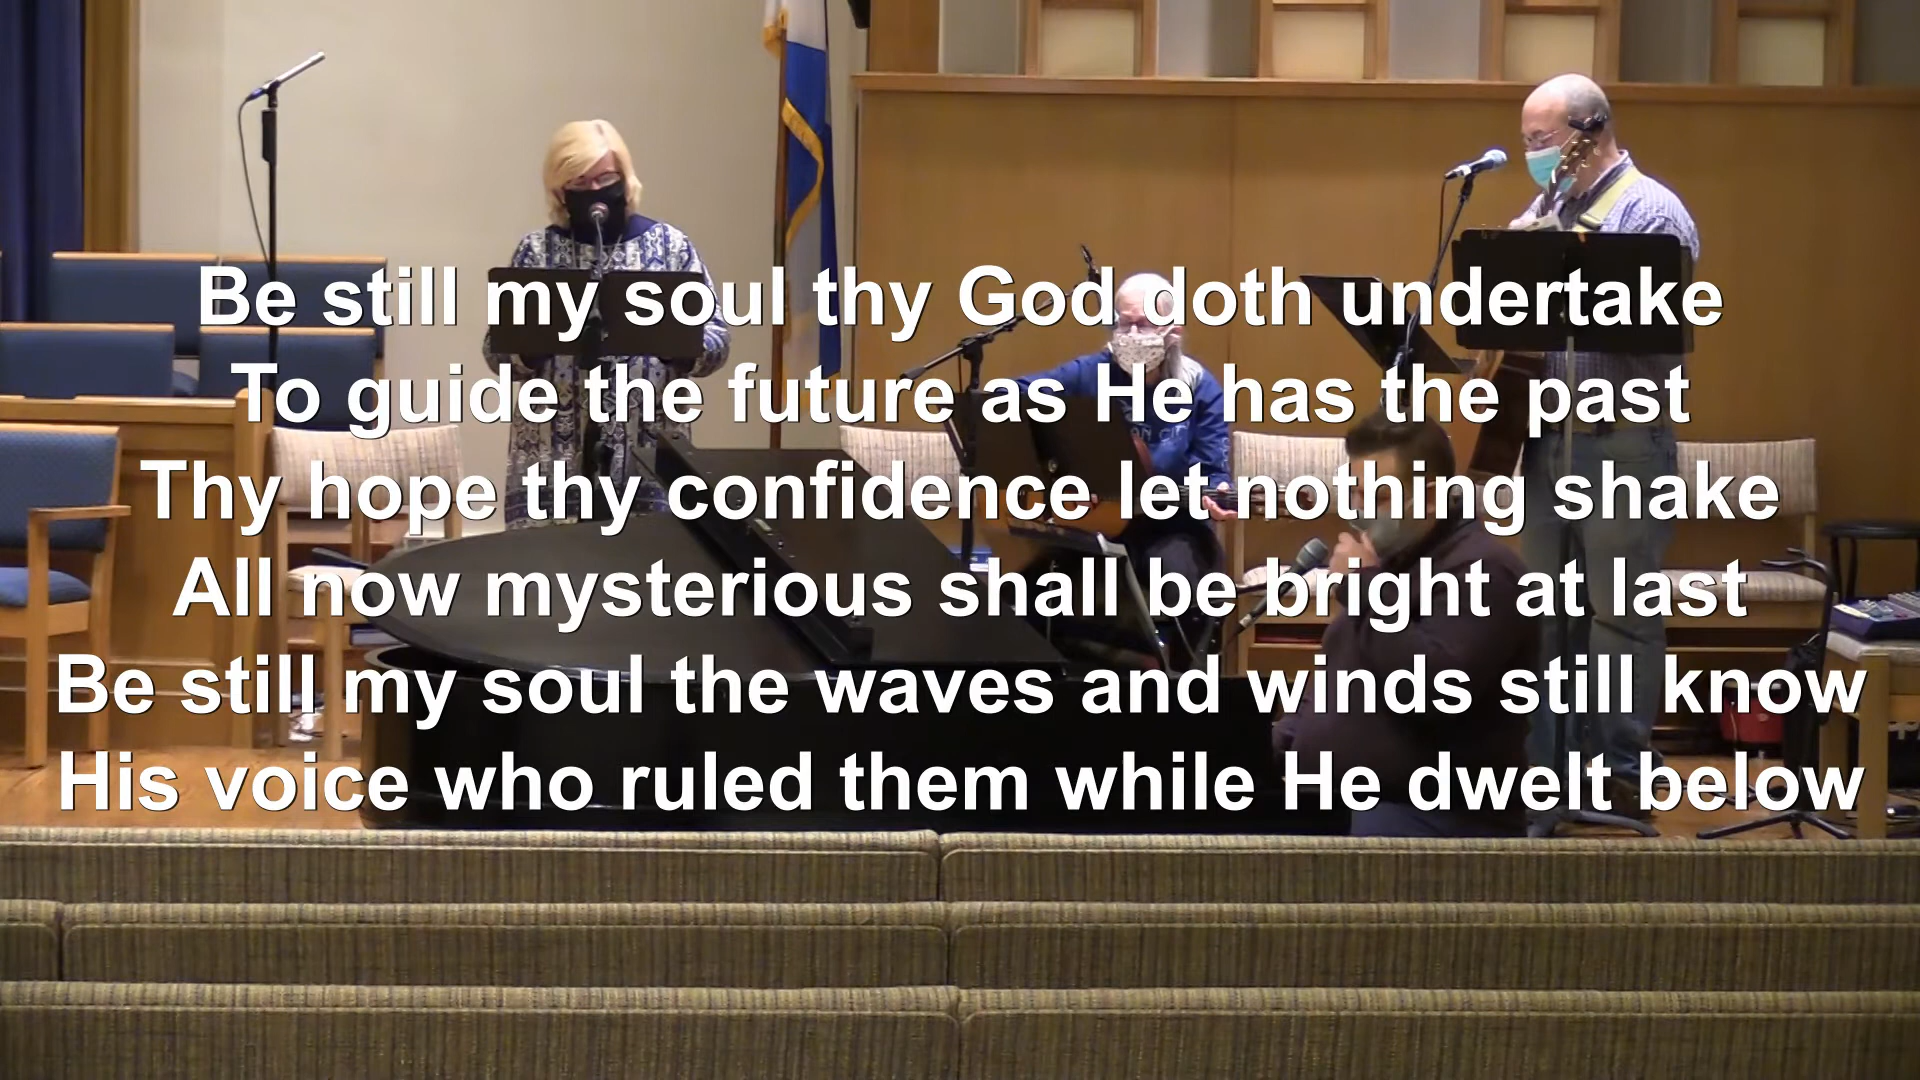 Be still my soul thy God doth undertake
To guide the future as He has the past
Thy hope thy confidence let nothing shake
All now mysterious shall be bright at last
Be still my soul the waves and winds still know
His voice who ruled them while He dwelt below